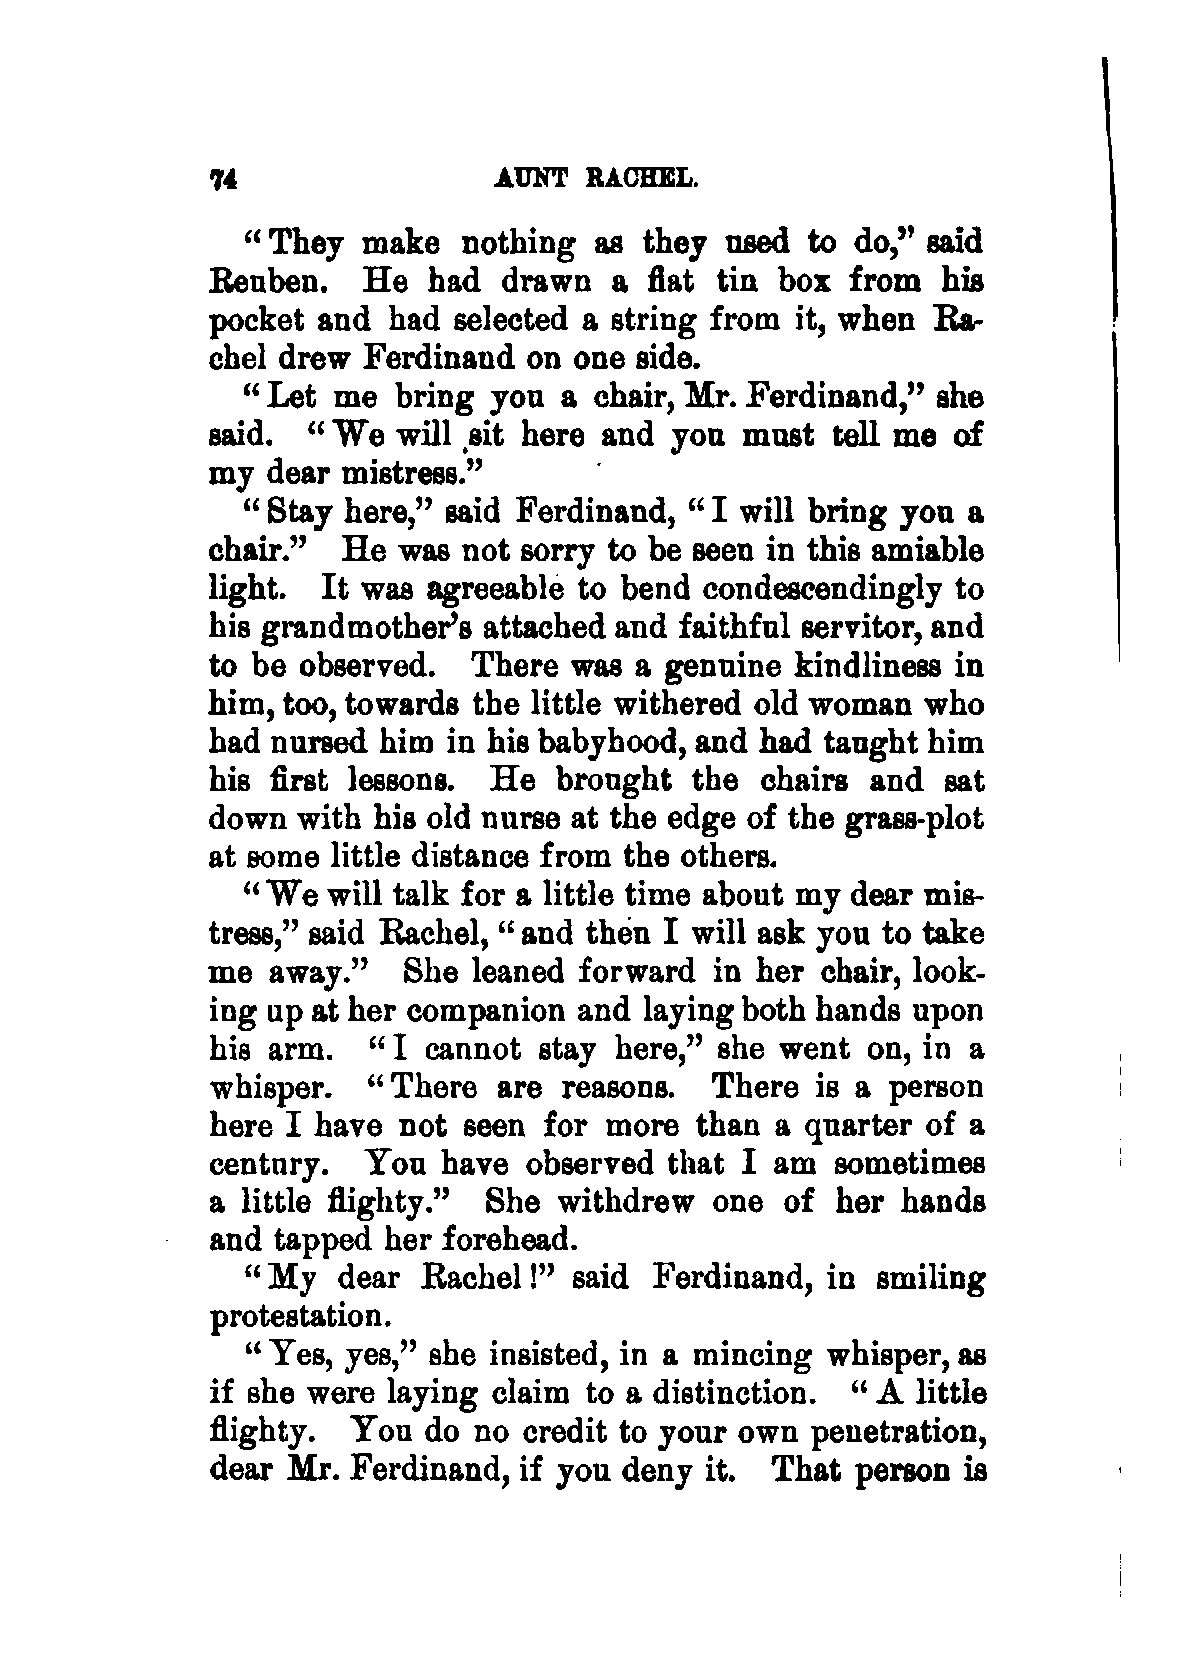 74 AUNT RACHEL.
“They make nothing as they used to do,” said
Reuben. He had drawn a flat tin box from his
pocket and had selected a string from it, when Ra-
chel drew Ferdinand on one side.
“Let me bring you a chair, Mr. Ferdinand,” she
said. “We will sit here and you must tell me of
my dear mistress.”
“Stay here,” said Ferdinand, “I will bring you a
chair.” He was not sorry to be seen in this amiable
light. It was agreeable to bend condescendingly to
his grandmother’s attached and faithful servitor, and
to be observed. There was a genuine kindliness in
him, too, towards the little withered old woman who
had nursed him in his babyhood, and had taught him
his first lessons. He brought the chairs and sat
down with his old nurse at the edge of the grass-plot
at some little distance from the others.
“We will talk for a little time about my dear mis-
tress,” said Rachel, “and then I will ask you to take
me away.” She leaned forward in her chair, look-
ing up at her companion and laying both hands upon
his arm. “I cannot stay here,” she went on, in a
whisper. “There are reasons. There is a person
here I have not seen for more than a quarter of a
century. You have observed that I am sometimes
a little flighty.” She withdrew one of her hands
and tapped her forehead.
“My dear Rachel!” said Ferdinand, in smiling
protestation.
“Yes, yes,” she insisted, in a mincing whisper, as
if she were laying claim to a distinction. “A little
flighty. You do no credit to your own penetration,
dear Mr. Ferdinand, if you deny it. That person is